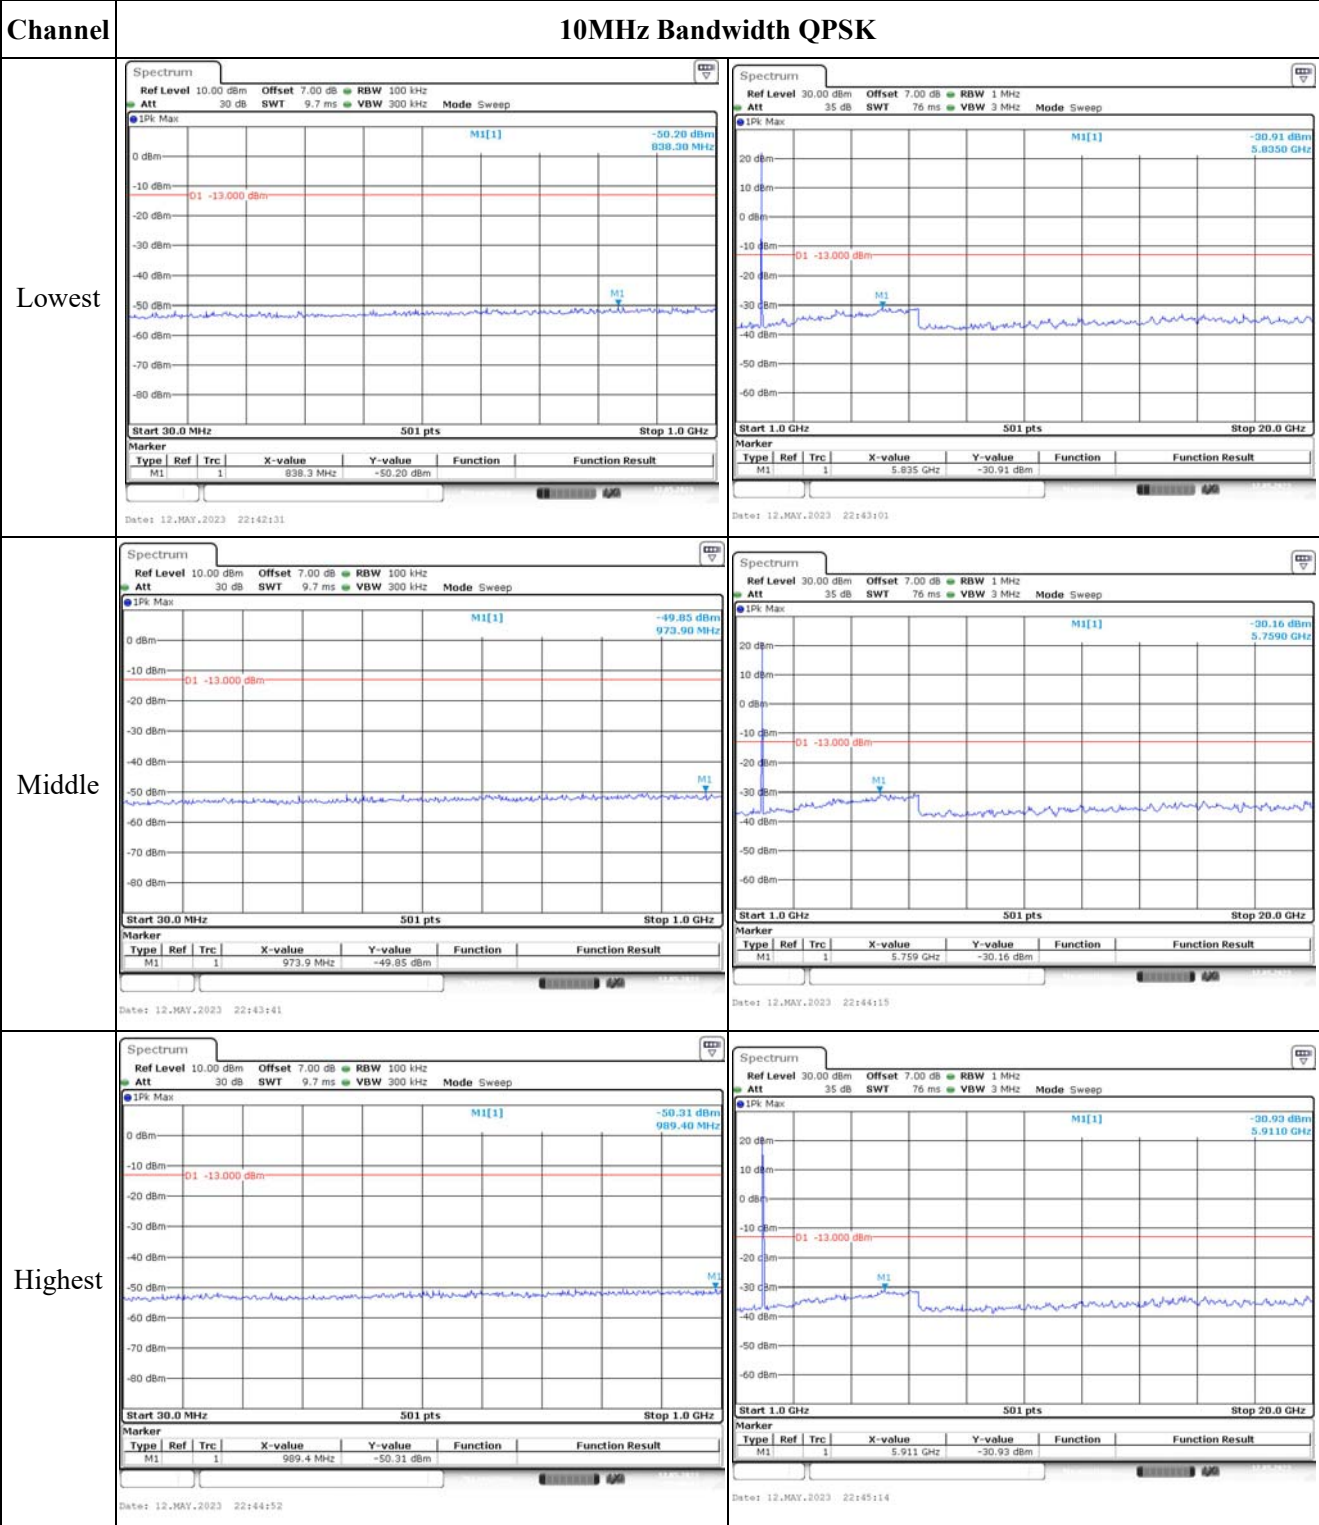 Channel 10MHz Bandwidth QPSK
Lowest
Spectrum
Ref Level 10.00 dBm Offset 7.00 dB RBW 100 kHz
Att 30 dB SWT 9.7 ms VBW 300 kHz Mode Sweep
1Pk Max
M1[1] -50.20 dBm
838.30 MHz
0 dBm
-10 dBm
D1 -13.000 dBm
-20 dBm
-30 dBm
-40 dBm
M1
-50 dBm
-60 dBm
-70 dBm
-80 dBm
Start 30.0 MHz 501 pts Stop 1.0 GHz
Marker
Type Ref Trc X-value Y-value Function Function Result
M1 1 838.3 MHz -50.20 dBm
Date: 12.MAY.2023 22:42:31
Spectrum
Ref Level 30.00 dBm Offset 7.00 dB RBW 1 MHz
Att 35 dB SWT 76 ms VBW 3 MHz Mode Sweep
1Pk Max
M1[1] -30.91 dBm
5.8350 GHz
20 dBm
10 dBm
0 dBm
-10 dBm
D1 -13.000 dBm
-20 dBm
M1
-30 dBm
-40 dBm
-50 dBm
-60 dBm
Start 1.0 GHz 501 pts Stop 20.0 GHz
Marker
Type Ref Trc X-value Y-value Function Function Result
M1 1 5.835 GHz -30.91 dBm
Date: 12.MAY.2023 22:43:01
Middle
Spectrum
Ref Level 10.00 dBm Offset 7.00 dB RBW 100 kHz
Att 30 dB SWT 9.7 ms VBW 300 kHz Mode Sweep
1Pk Max
M1[1] -49.85 dBm
973.90 MHz
0 dBm
-10 dBm
D1 -13.000 dBm
-20 dBm
-30 dBm
-40 dBm
M1
-50 dBm
-60 dBm
-70 dBm
-80 dBm
Start 30.0 MHz 501 pts Stop 1.0 GHz
Marker
Type Ref Trc X-value Y-value Function Function Result
M1 1 973.9 MHz -49.85 dBm
Date: 12.MAY.2023 22:43:41
Spectrum
Ref Level 30.00 dBm Offset 7.00 dB RBW 1 MHz
Att 35 dB SWT 76 ms VBW 3 MHz Mode Sweep
1Pk Max
M1[1] -30.16 dBm
5.7590 GHz
20 dBm
10 dBm
0 dBm
-10 dBm
D1 -13.000 dBm
-20 dBm
M1
-30 dBm
-40 dBm
-50 dBm
-60 dBm
Start 1.0 GHz 501 pts Stop 20.0 GHz
Marker
Type Ref Trc X-value Y-value Function Function Result
M1 1 5.759 GHz -30.16 dBm
Date: 12.MAY.2023 22:44:15
Highest
Spectrum
Ref Level 10.00 dBm Offset 7.00 dB RBW 100 kHz
Att 30 dB SWT 9.7 ms VBW 300 kHz Mode Sweep
1Pk Max
M1[1] -50.31 dBm
989.40 MHz
0 dBm
-10 dBm
D1 -13.000 dBm
-20 dBm
-30 dBm
-40 dBm
M1
-50 dBm
-60 dBm
-70 dBm
-80 dBm
Start 30.0 MHz 501 pts Stop 1.0 GHz
Marker
Type Ref Trc X-value Y-value Function Function Result
M1 1 989.4 MHz -50.31 dBm
Date: 12.MAY.2023 22:44:52
Spectrum
Ref Level 30.00 dBm Offset 7.00 dB RBW 1 MHz
Att 35 dB SWT 76 ms VBW 3 MHz Mode Sweep
1Pk Max
M1[1] -30.93 dBm
5.9110 GHz
20 dBm
10 dBm
0 dBm
-10 dBm
D1 -13.000 dBm
-20 dBm
M1
-30 dBm
-40 dBm
-50 dBm
-60 dBm
Start 1.0 GHz 501 pts Stop 20.0 GHz
Marker
Type Ref Trc X-value Y-value Function Function Result
M1 1 5.911 GHz -30.93 dBm
Date: 12.MAY.2023 22:45:14